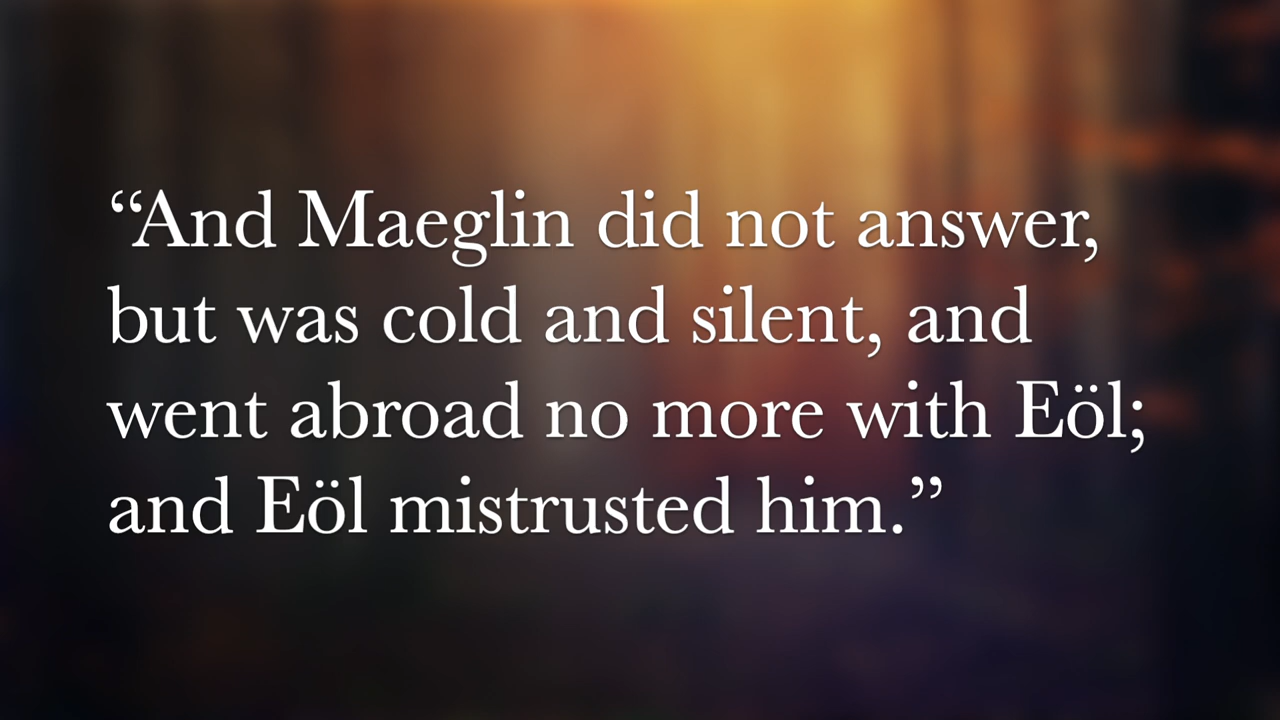 “And Maeglin did not answer,
but was cold and silent, and
went abroad no more with Eöl;
and Eöl mistrusted him.”